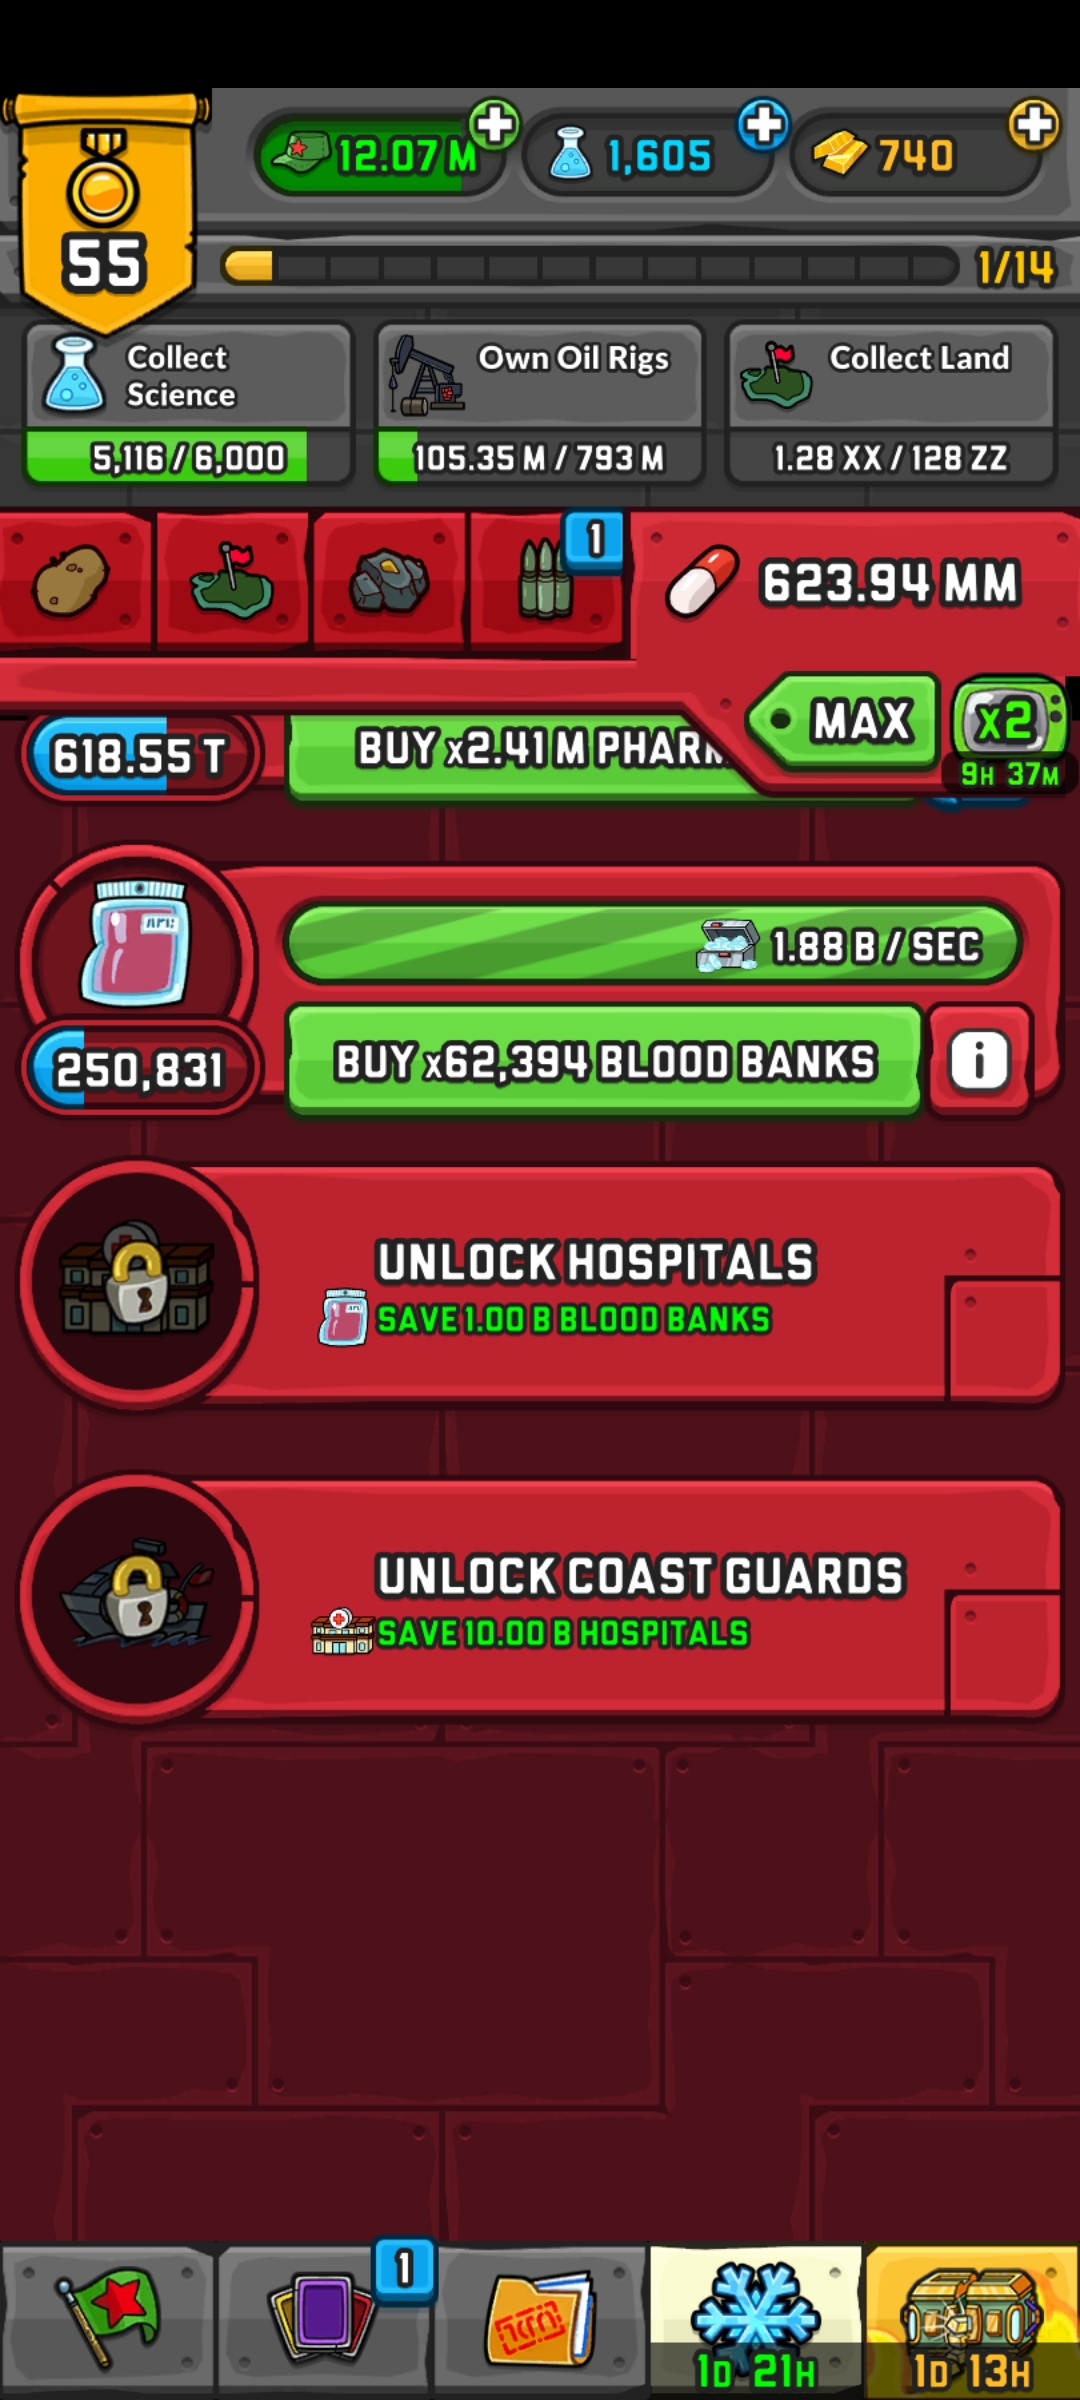 12.07 M
1,605
740
55
1/14
Collect
Science
Own Oil Rigs
Collect Land
5,116 / 6,000
105.35 M / 793 M
1.28 XX / 128 ZZ
1
623.94 MM
MAX
x2
9H 37M
618.55 T
BUY x2.41 M
1.88 B / SEC
250,831
BUY x62,394 BLOOD BANKS
i
UNLOCK HOSPITALS
SAVE 1.00 B BLOOD BANKS
UNLOCK COAST GUARDS
SAVE 10.00 B HOSPITALS
1
1D 21H
1D 13H